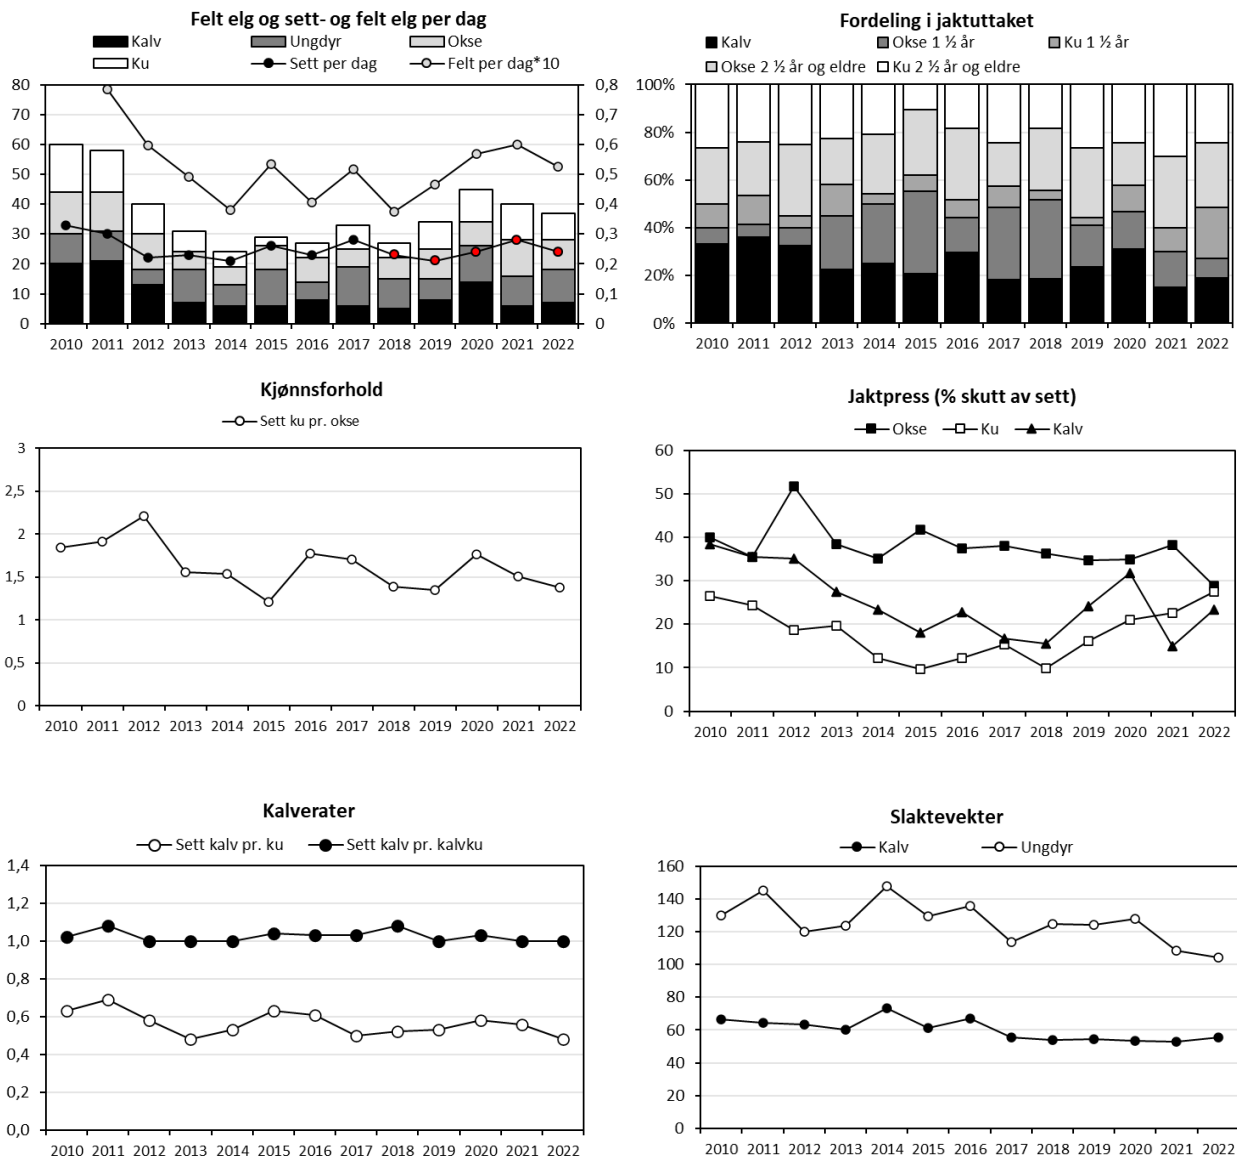 Felt elg og sett- og felt elg per dag
Kalv Ungdyr Okse
Ku Sett per dag Felt per dag*10
80 0,8
70 0,7
60 0,6
50 0,5
40 0,4
30 0,3
20 0,2
10 0,1
0 0
2010 2011 2012 2013 2014 2015 2016 2017 2018 2019 2020 2021 2022
Fordeling i jaktuttaket
Kalv Okse 1 ½ år Ku 1 ½ år
Okse 2 ½ år og eldre Ku 2 ½ år og eldre
100%
80%
60%
40%
20%
0%
2010 2011 2012 2013 2014 2015 2016 2017 2018 2019 2020 2021 2022
Kjønnsforhold
Sett ku pr. okse
3
2,5
2
1,5
1
0,5
0
2010 2011 2012 2013 2014 2015 2016 2017 2018 2019 2020 2021 2022
Jaktpress (% skutt av sett)
Okse Ku Kalv
60
50
40
30
20
10
0
2010 2011 2012 2013 2014 2015 2016 2017 2018 2019 2020 2021 2022
Kalverater
Sett kalv pr. ku Sett kalv pr. kalvku
1,4
1,2
1,0
0,8
0,6
0,4
0,2
0,0
2010 2011 2012 2013 2014 2015 2016 2017 2018 2019 2020 2021 2022
Slaktevekter
Kalv Ungdyr
160
140
120
100
80
60
40
20
0
2010 2011 2012 2013 2014 2015 2016 2017 2018 2019 2020 2021 2022